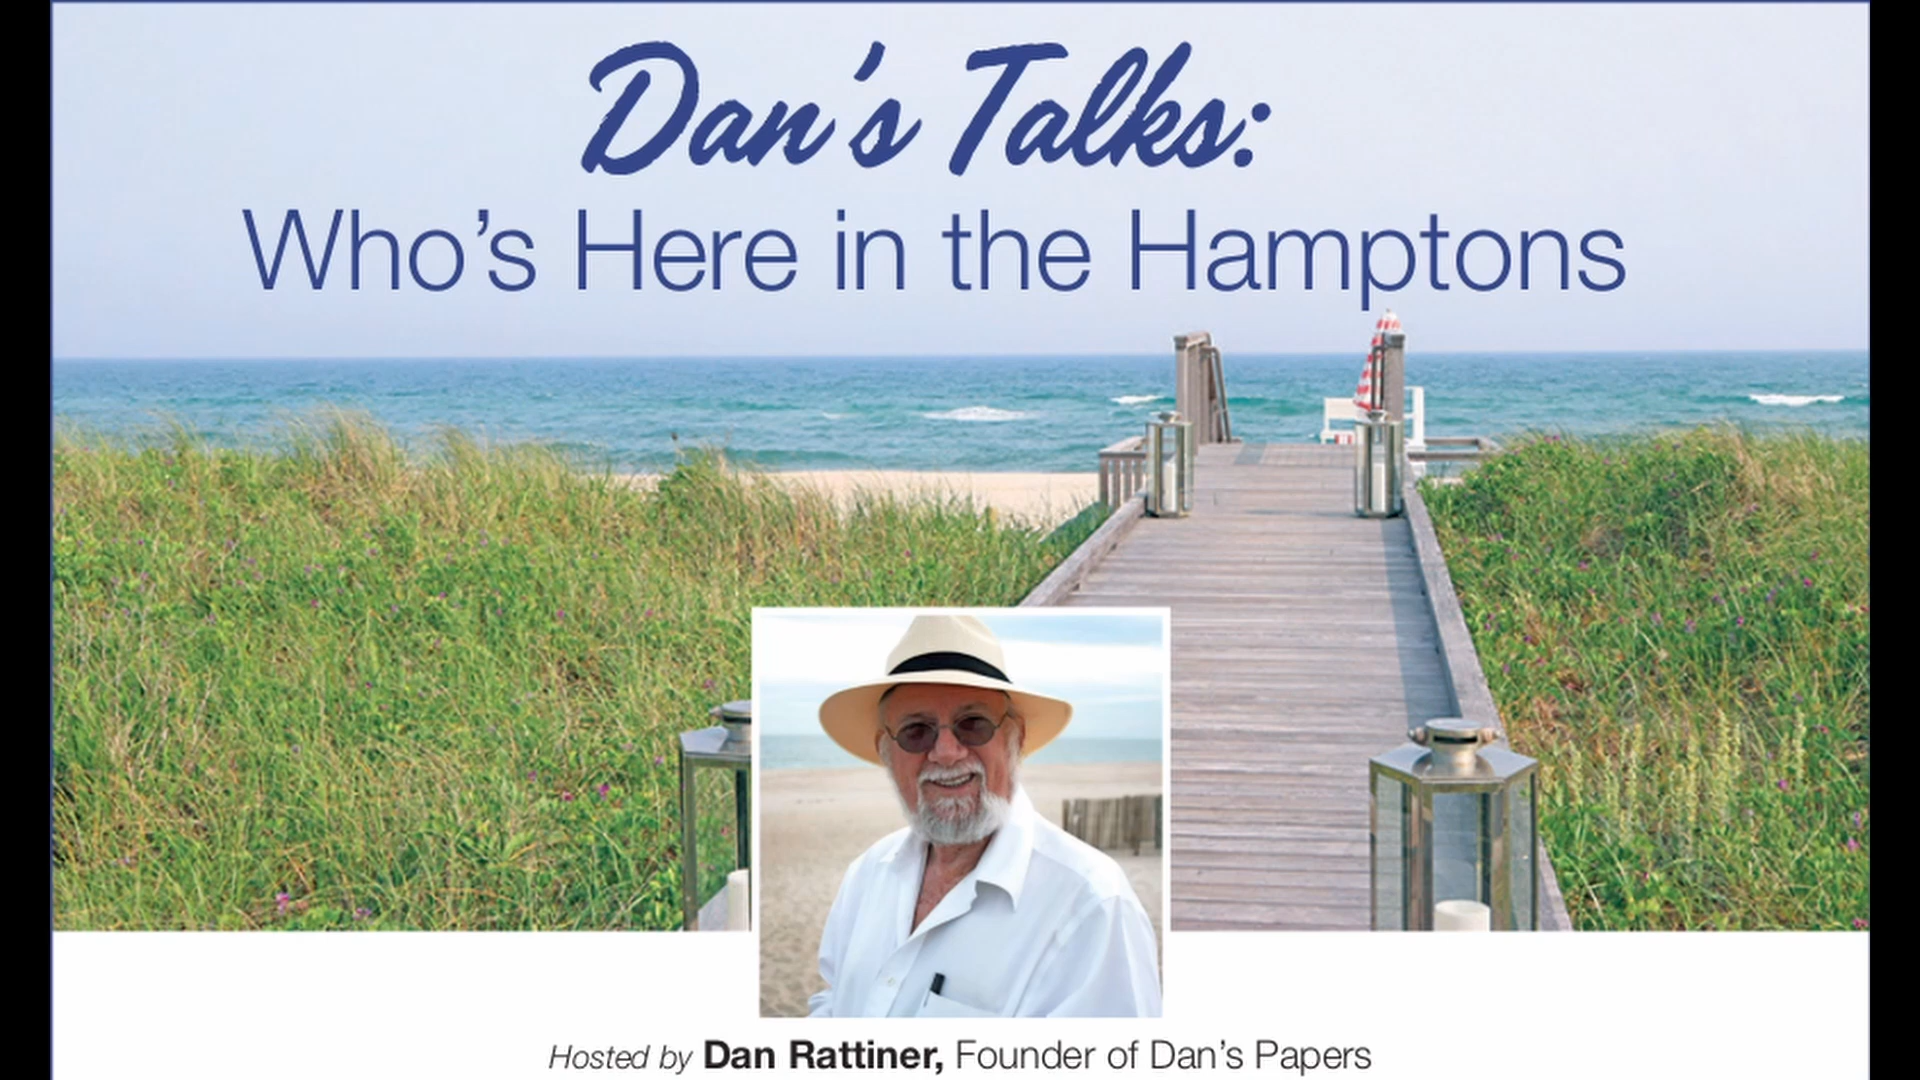 Dan's Talks:
Who's Here in the Hamptons
Hosted by Dan Rattiner, Founder of Dan's Papers